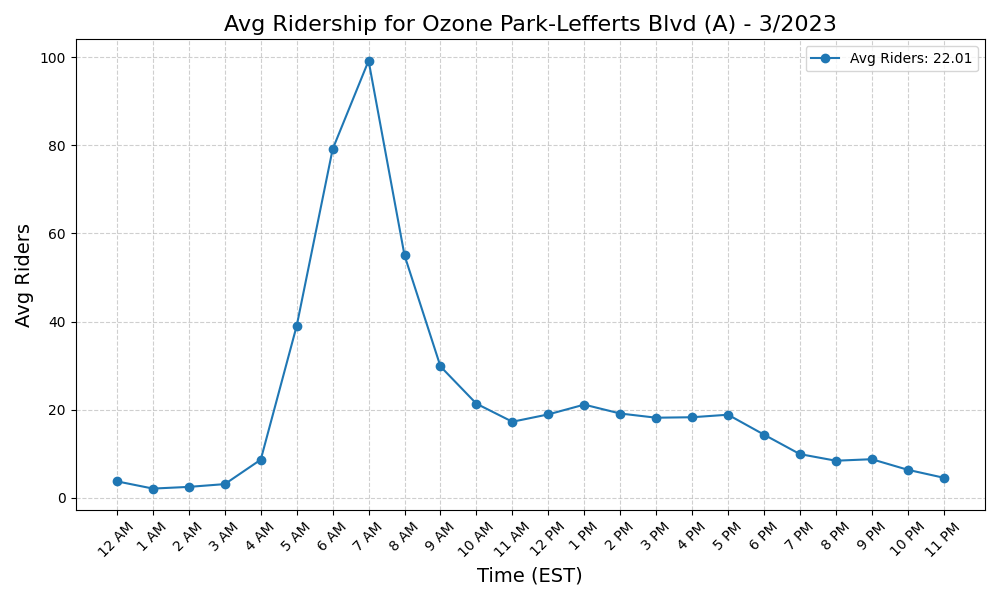 Avg Ridership for Ozone Park-Lefferts Blvd (A) - 3/2023
Avg Riders: 22.01
Avg Riders
100
80
60
40
20
0
12 AM
1 AM
2 AM
3 AM
4 AM
5 AM
6 AM
7 AM
8 AM
9 AM
10 AM
11 AM
12 PM
1 PM
2 PM
3 PM
4 PM
5 PM
6 PM
7 PM
8 PM
9 PM
10 PM
11 PM
Time (EST)